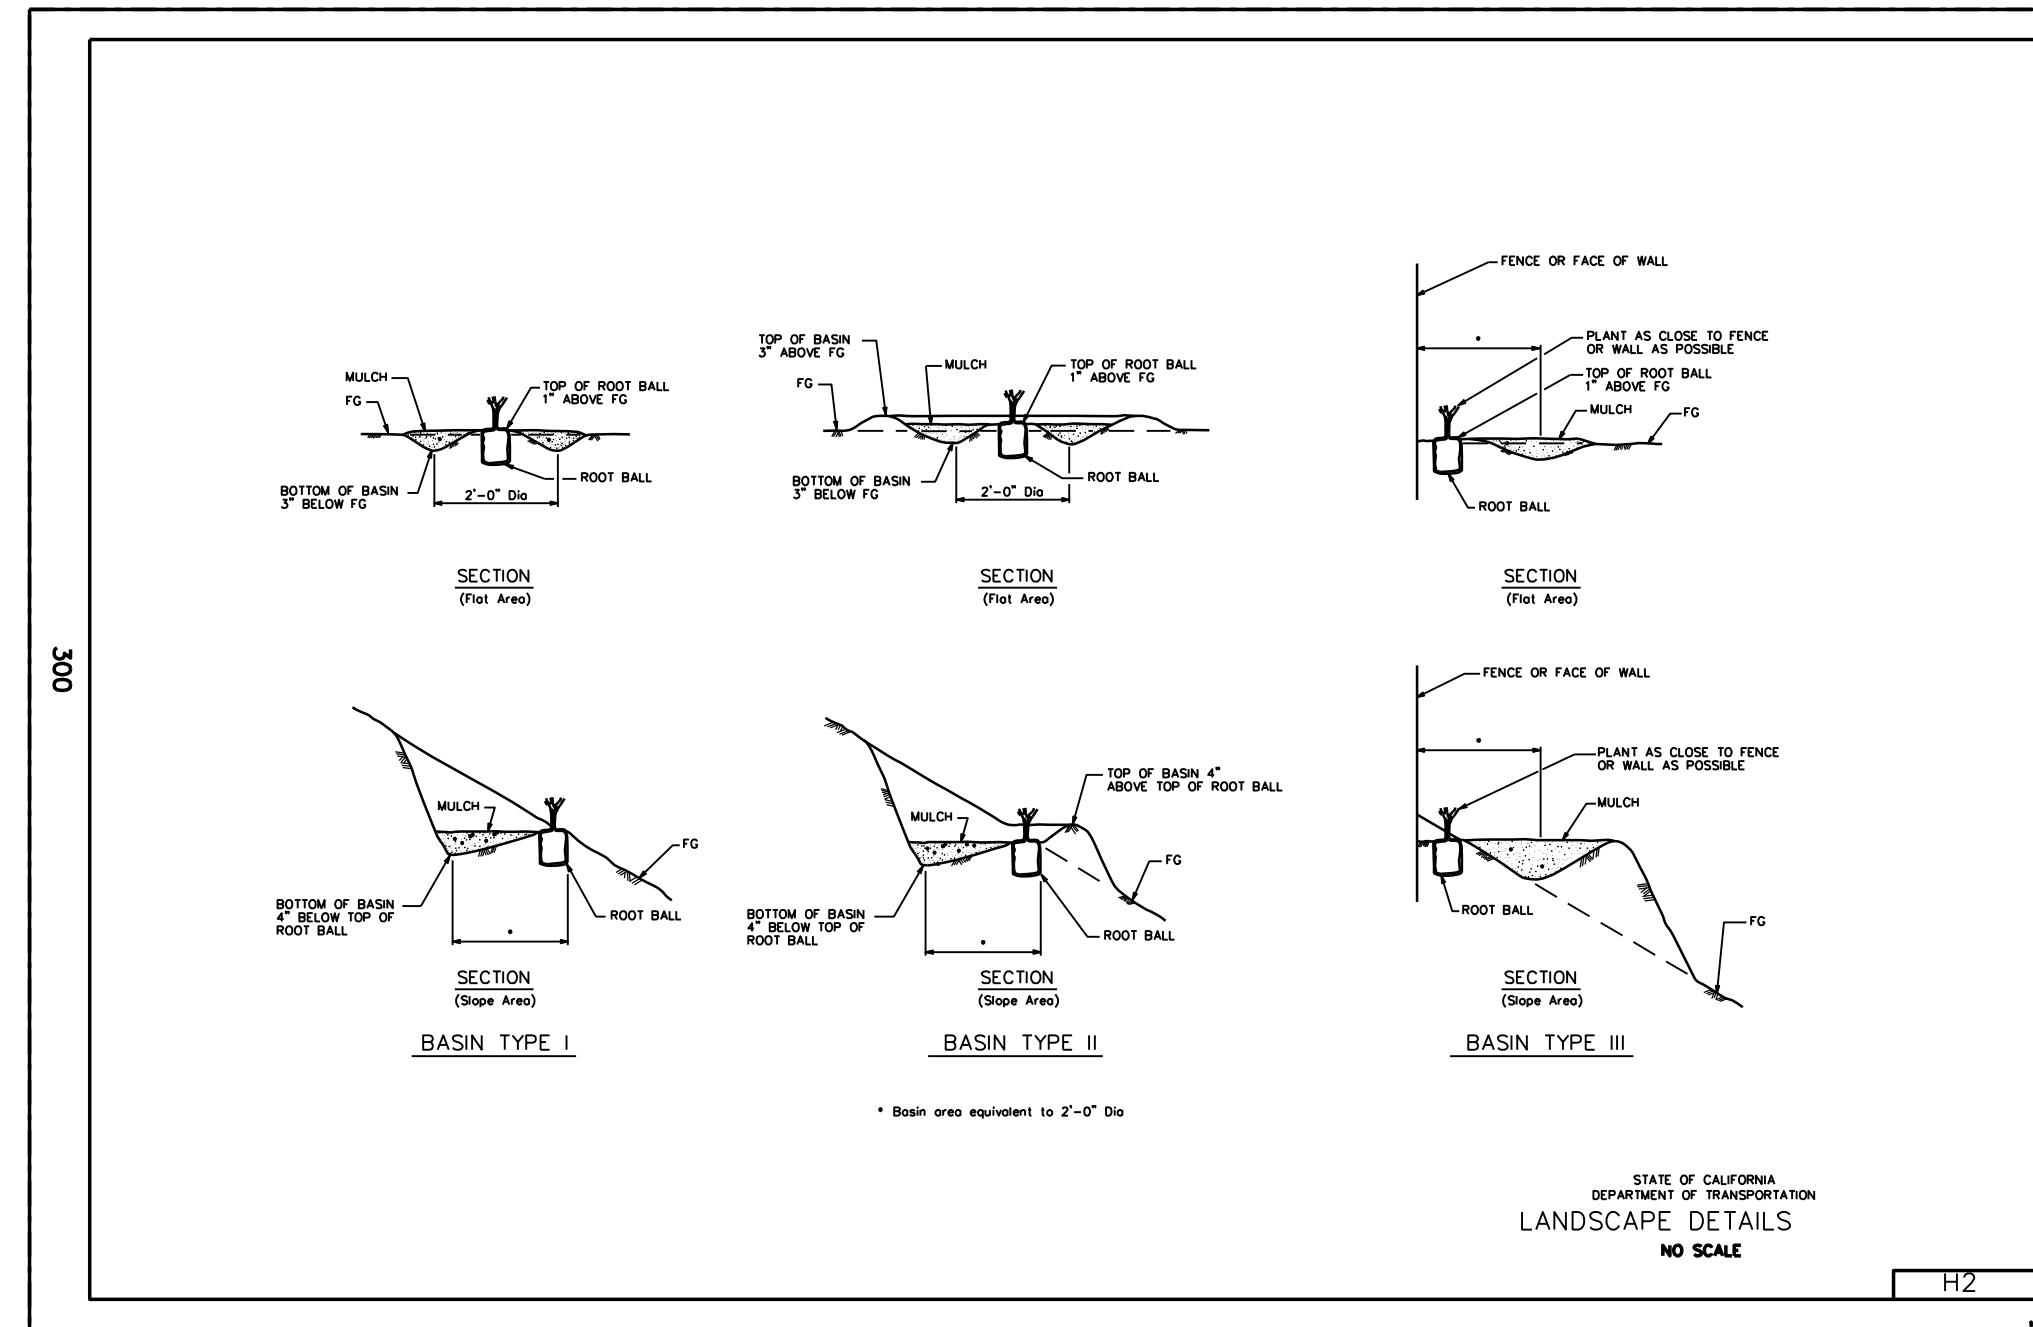 FENCE OR FACE OF WALL
TOP OF BASIN
3" ABOVE FG
MULCH
FG
TOP OF ROOT BALL
1" ABOVE FG
PLANT AS CLOSE TO FENCE
OR WALL AS POSSIBLE
*
MULCH
FG
TOP OF ROOT BALL
1" ABOVE FG
TOP OF ROOT BALL
1" ABOVE FG
MULCH
FG
BOTTOM OF BASIN
3" BELOW FG
2'-0" Dia
ROOT BALL
BOTTOM OF BASIN
3" BELOW FG
2'-0" Dia
ROOT BALL
ROOT BALL
SECTION
(Flat Area)
SECTION
(Flat Area)
SECTION
(Flat Area)
300
FENCE OR FACE OF WALL
*
PLANT AS CLOSE TO FENCE
OR WALL AS POSSIBLE
MULCH
FG
BOTTOM OF BASIN
4" BELOW TOP OF
ROOT BALL
*
ROOT BALL
TOP OF BASIN 4"
ABOVE TOP OF ROOT BALL
MULCH
FG
BOTTOM OF BASIN
4" BELOW TOP OF
ROOT BALL
*
ROOT BALL
MULCH
ROOT BALL
FG
SECTION
(Slope Area)
SECTION
(Slope Area)
SECTION
(Slope Area)
BASIN TYPE I
BASIN TYPE II
BASIN TYPE III
* Basin area equivalent to 2'-0" Dia
STATE OF CALIFORNIA
DEPARTMENT OF TRANSPORTATION
LANDSCAPE DETAILS
NO SCALE
H2